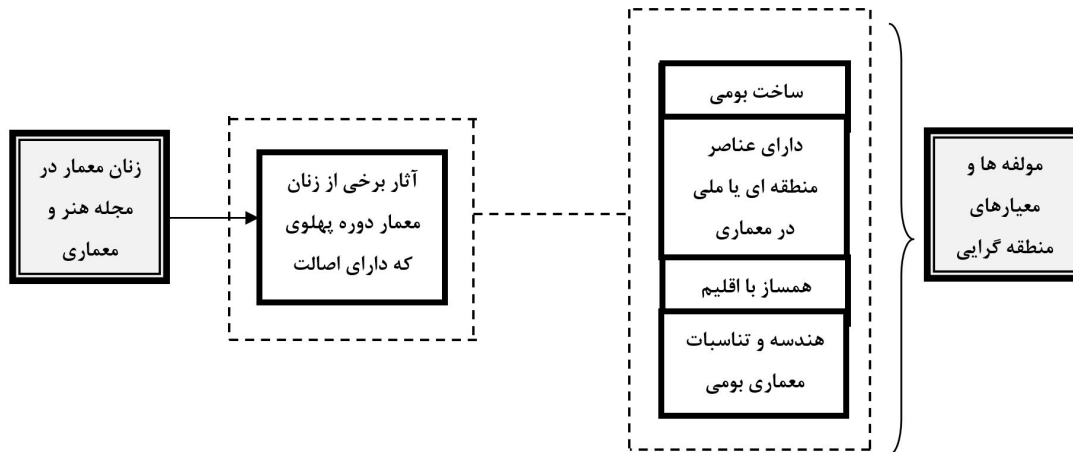 مولفه ها و
معیارهای
منطقه گرایی
ساخت بومی
دارای عناصر
منطقه ای یا ملی
در معماری
همساز با اقلیم
هندسه و تناسبات
معماری بومی
آثار برخی از زنان
معمار دوره پهلوی
که دارای اصالت
زنان معمار در
مجله هنر و
معماری